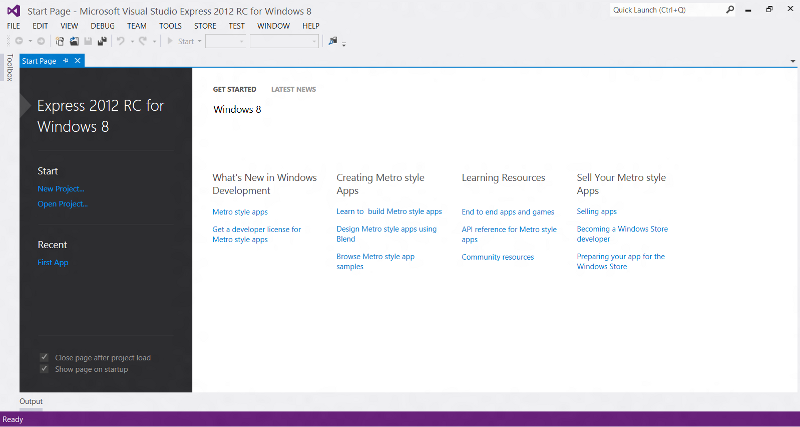 Start Page - Microsoft Visual Studio Express 2012 RC for Windows 8
Quick Launch (Ctrl+Q)
FILE EDIT VIEW DEBUG TEAM TOOLS STORE TEST WINDOW HELP
Start
Toolbox
Start Page
Express 2012 RC for
Windows 8
Start
New Project...
Open Project...
Recent
First App
Close page after project load
Show page on startup
GET STARTED LATEST NEWS
Windows 8
What's New in Windows
Development
Metro style apps
Get a developer license for
Metro style apps
Creating Metro style
Apps
Learn to build Metro style apps
Design Metro style apps using
Blend
Browse Metro style app
samples
Learning Resources
End to end apps and games
API reference for Metro style
apps
Community resources
Sell Your Metro style
Apps
Selling apps
Becoming a Windows Store
developer
Preparing your app for the
Windows Store
Output
Ready